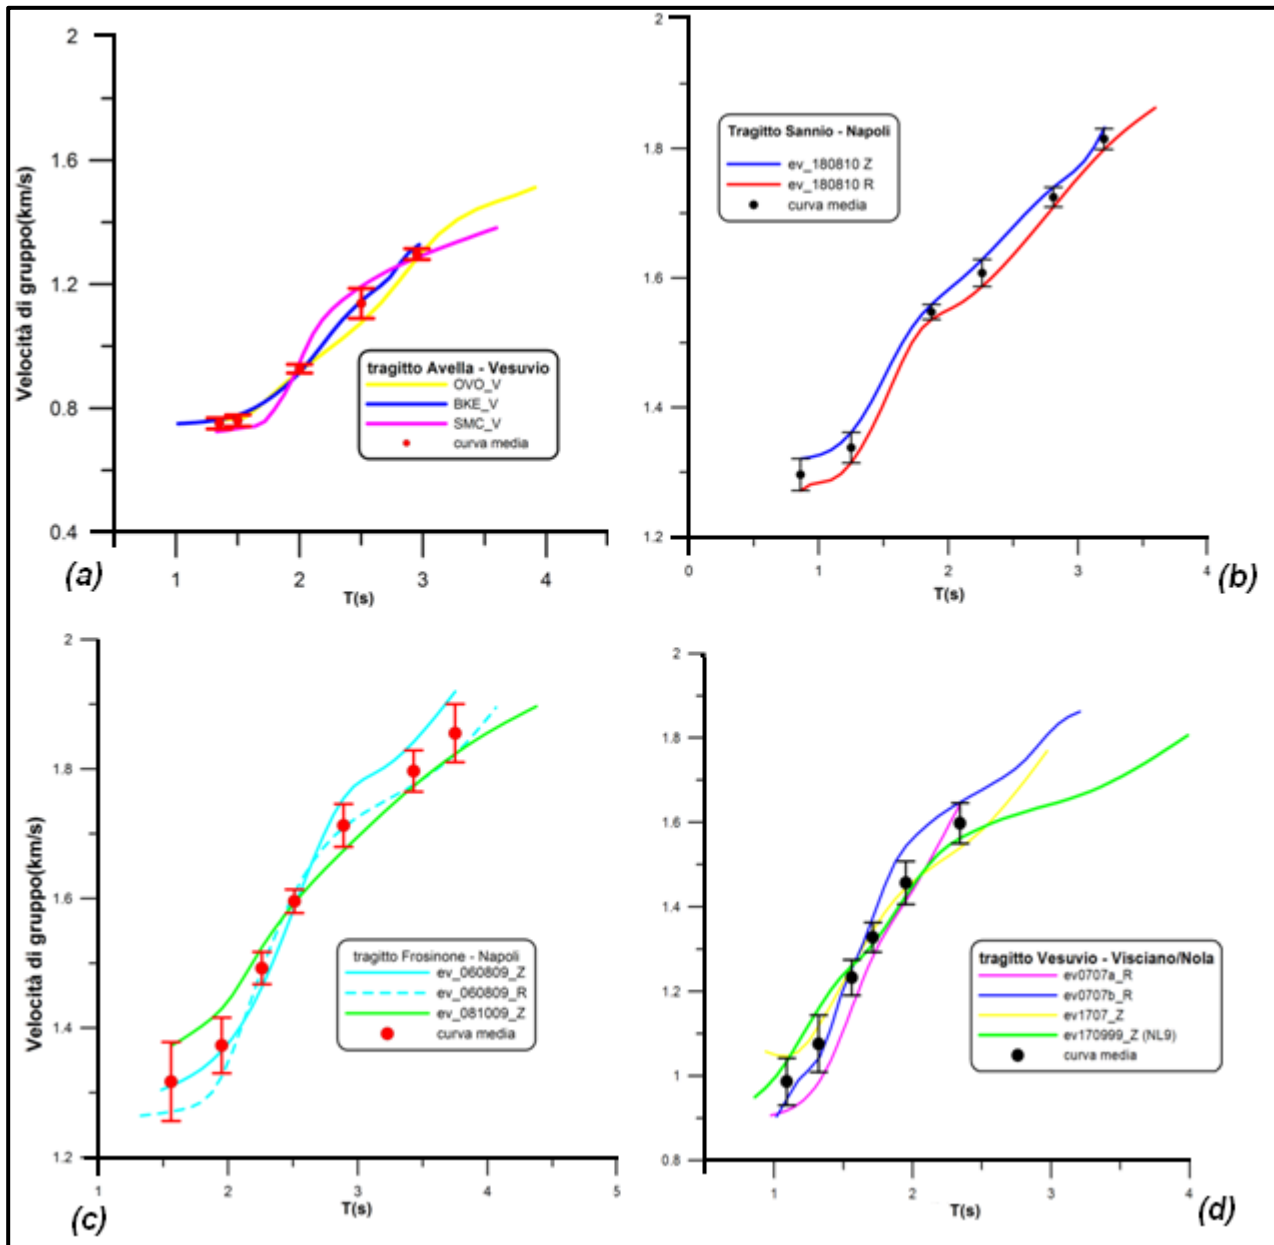 2
1.6
1.2
0.8
0.4
1
2
3
4
Velocità di gruppo(km/s)
T(s)
tragitto Avella - Vesuvio
OVO_V
BKE_V
SMC_V
curva media
(a)
2
1.8
1.6
1.4
1.2
0
1
2
3
4
T(s)
Tragitto Sannio - Napoli
ev_180810 Z
ev_180810 R
curva media
(b)
2
1.8
1.6
1.4
1.2
1
2
3
4
5
Velocità di gruppo(km/s)
T(s)
tragitto Frosinone - Napoli
ev_060809_Z
ev_060809_R
ev_081009_Z
curva media
(c)
2
1.8
1.6
1.4
1.2
1
0.8
1
2
3
4
T(s)
tragitto Vesuvio - Visciano/Nola
ev0707a_R
ev0707b_R
ev1707_Z
ev170999_Z (NL9)
curva media
(d)